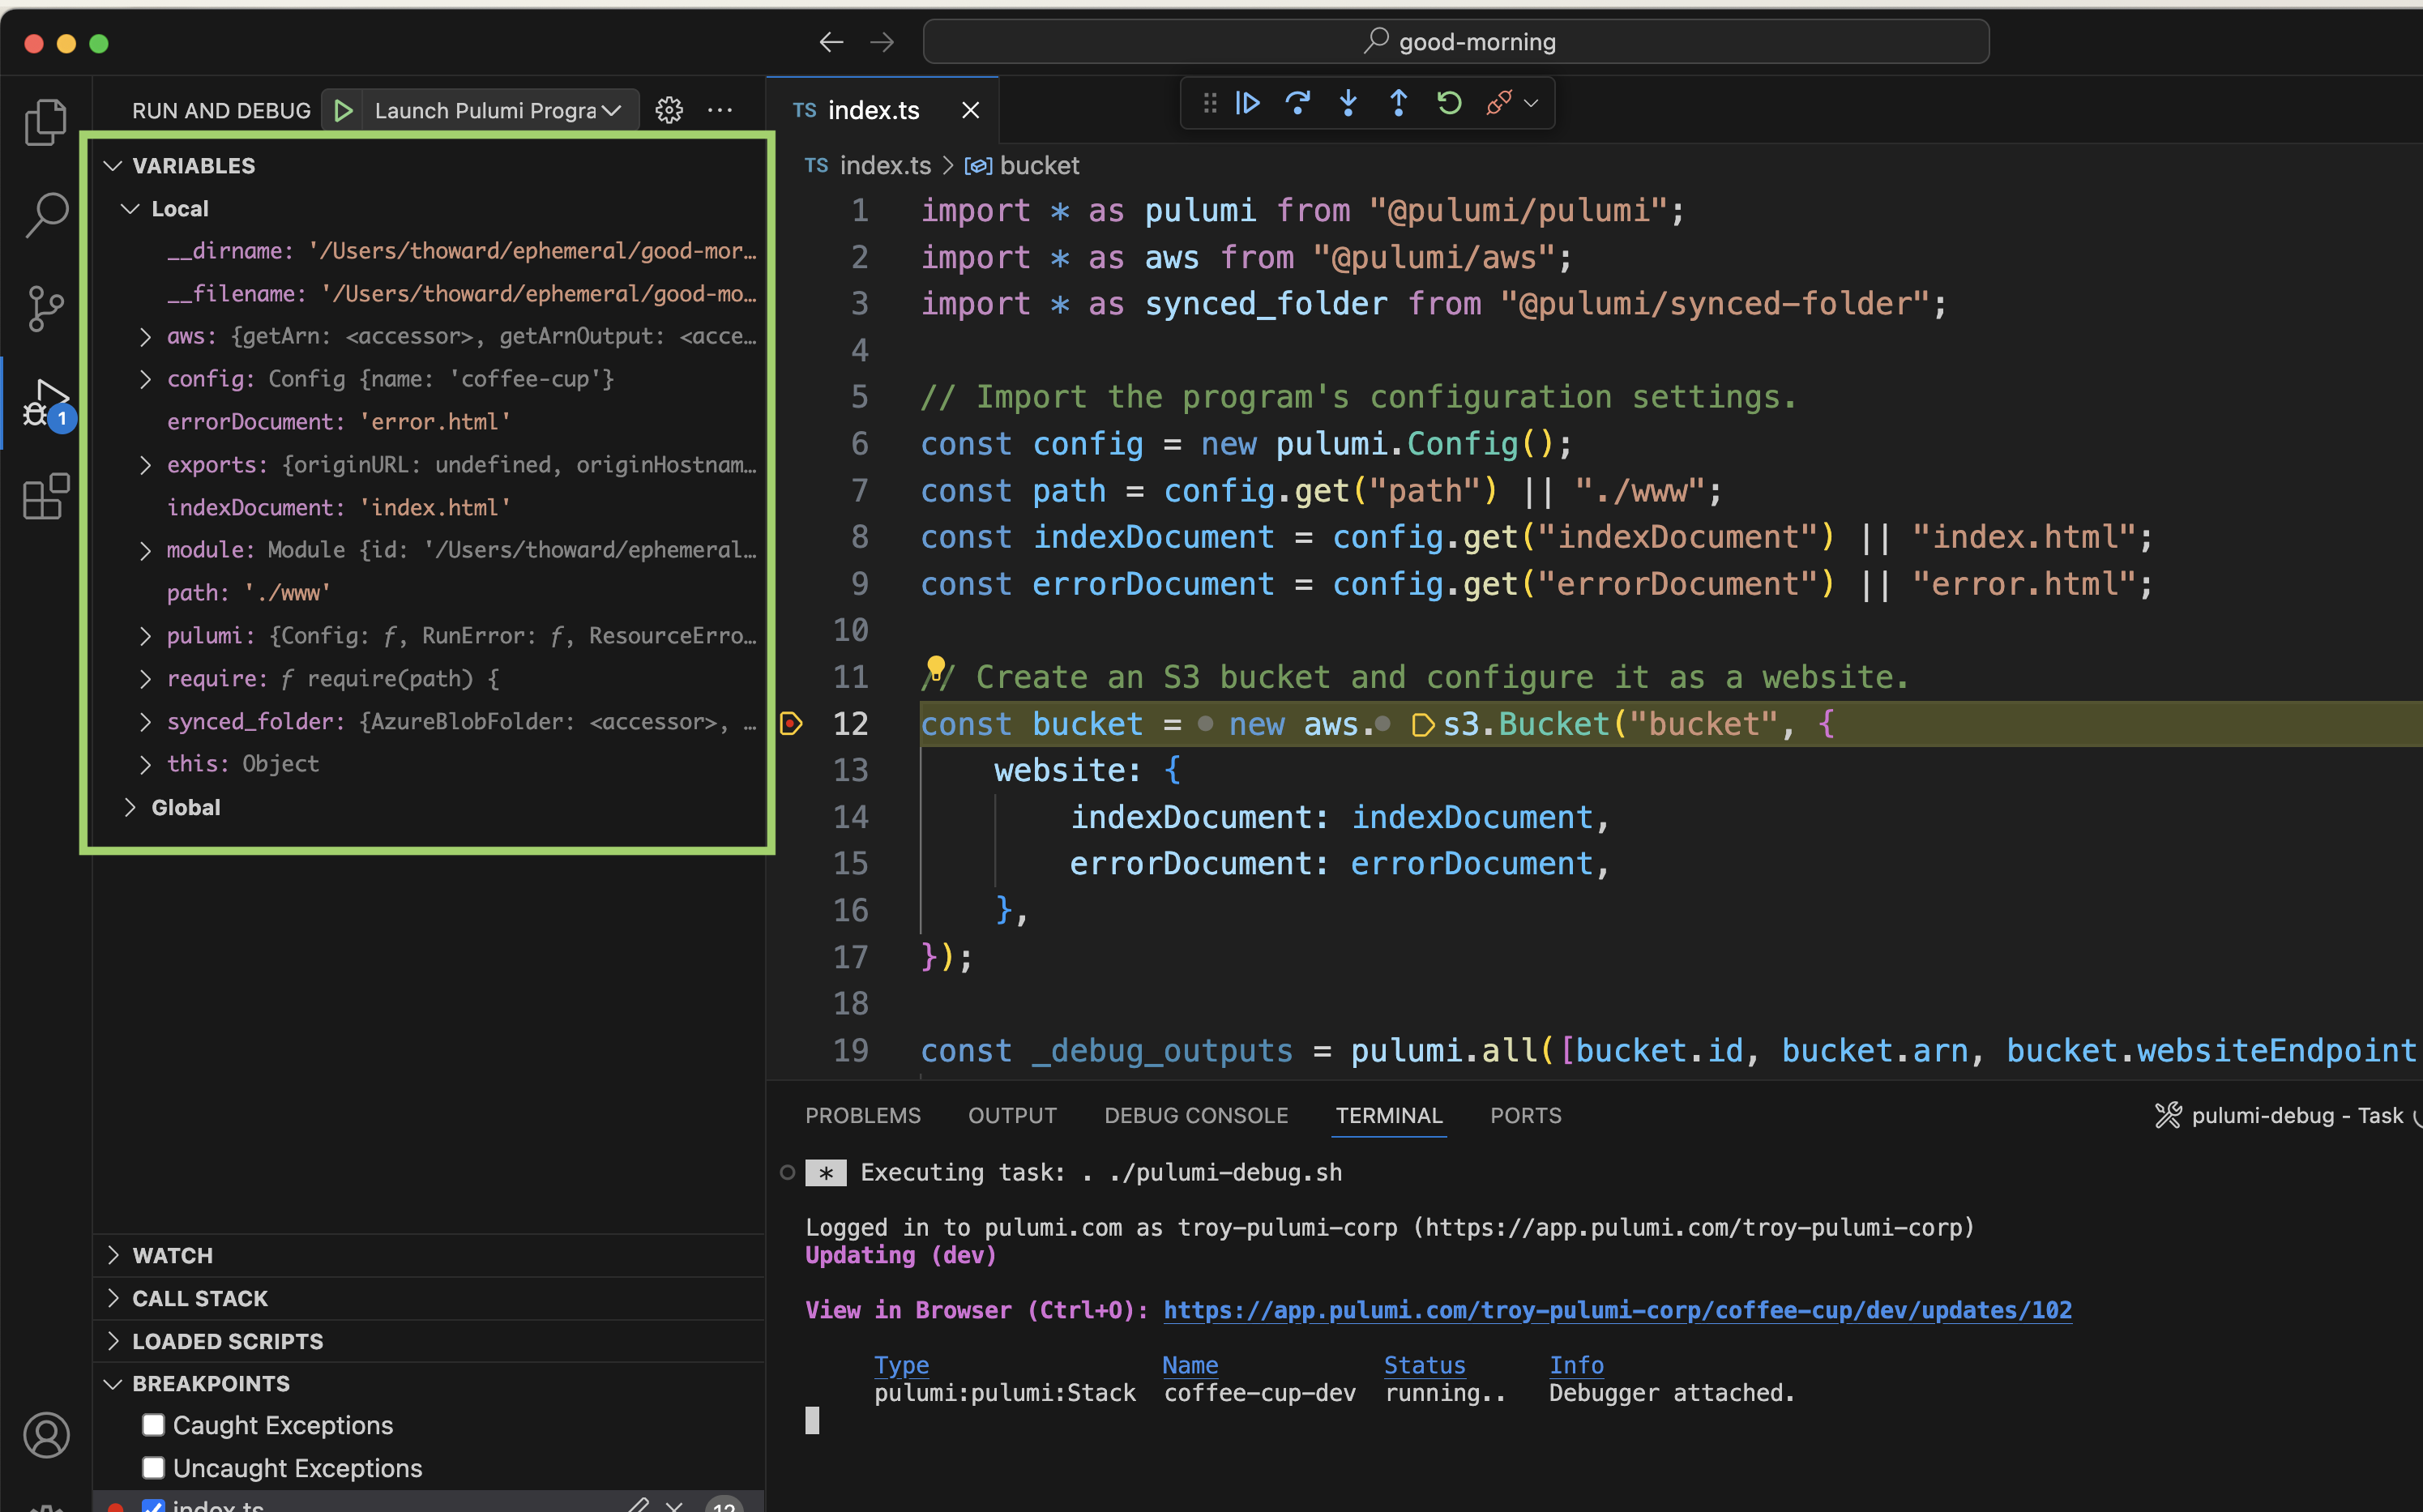 good-morning
RUN AND DEBUG Launch Pulumi Progra
VARIABLES
Local
__dirname: '/Users/thoward/ephemeral/good-mor…
__filename: '/Users/thoward/ephemeral/good-mo…
aws: {getArn: <accessor>, getArnOutput: <acce…
config: Config {name: 'coffee-cup'}
errorDocument: 'error.html'
exports: {originURL: undefined, originHostnam…
indexDocument: 'index.html'
module: Module {id: '/Users/thoward/ephemeral…
path: './www'
pulumi: {Config: ƒ, RunError: ƒ, ResourceErro…
require: ƒ require(path) {
synced_folder: {AzureBlobFolder: <accessor>, …
this: Object
Global
WATCH
CALL STACK
LOADED SCRIPTS
BREAKPOINTS
Caught Exceptions
Uncaught Exceptions
index.ts 12
1
TS index.ts
TS index.ts > bucket
1 import * as pulumi from "@pulumi/pulumi";
2 import * as aws from "@pulumi/aws";
3 import * as synced_folder from "@pulumi/synced-folder";
4
5 // Import the program's configuration settings.
6 const config = new pulumi.Config();
7 const path = config.get("path") || "./www";
8 const indexDocument = config.get("indexDocument") || "index.html";
9 const errorDocument = config.get("errorDocument") || "error.html";
10
11 // Create an S3 bucket and configure it as a website.
12 const bucket = new aws. s3.Bucket("bucket", {
13 website: {
14 indexDocument: indexDocument,
15 errorDocument: errorDocument,
16 },
17 });
18
19 const _debug_outputs = pulumi.all([bucket.id, bucket.arn, bucket.websiteEndpoint
PROBLEMS OUTPUT DEBUG CONSOLE TERMINAL PORTS pulumi-debug - Task
* Executing task: . ./pulumi-debug.sh
Logged in to pulumi.com as troy-pulumi-corp (https://app.pulumi.com/troy-pulumi-corp)
Updating (dev)
View in Browser (Ctrl+O): https://app.pulumi.com/troy-pulumi-corp/coffee-cup/dev/updates/102
Type Name Status Info
pulumi:pulumi:Stack coffee-cup-dev running.. Debugger attached.